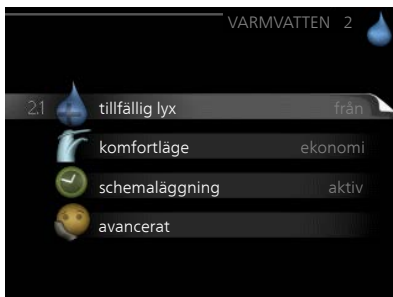 VARMVATTEN 2
2.1 tillfällig lyx från
komfortläge ekonomi
schemaläggning aktiv
avancerat